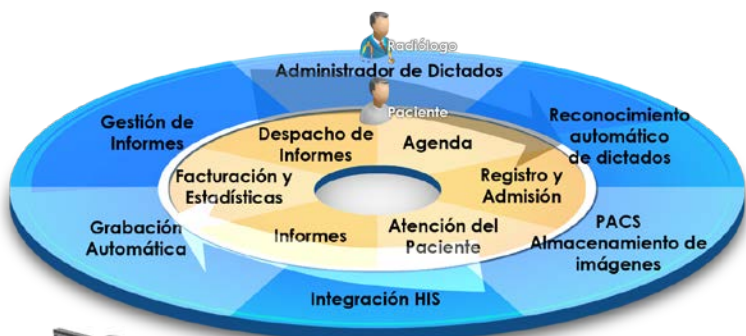 Radiólogo
Administrador de Dictados
Paciente
Gestión de
Informes
Despacho de
Informes
Agenda
Reconocimiento
automático
de dictados
Facturación y
Estadísticas
Registro y
Admisión
Grabación
Automática
Informes
Atención del
Paciente
PACS
Almacenamiento de
imágenes
Integración HIS